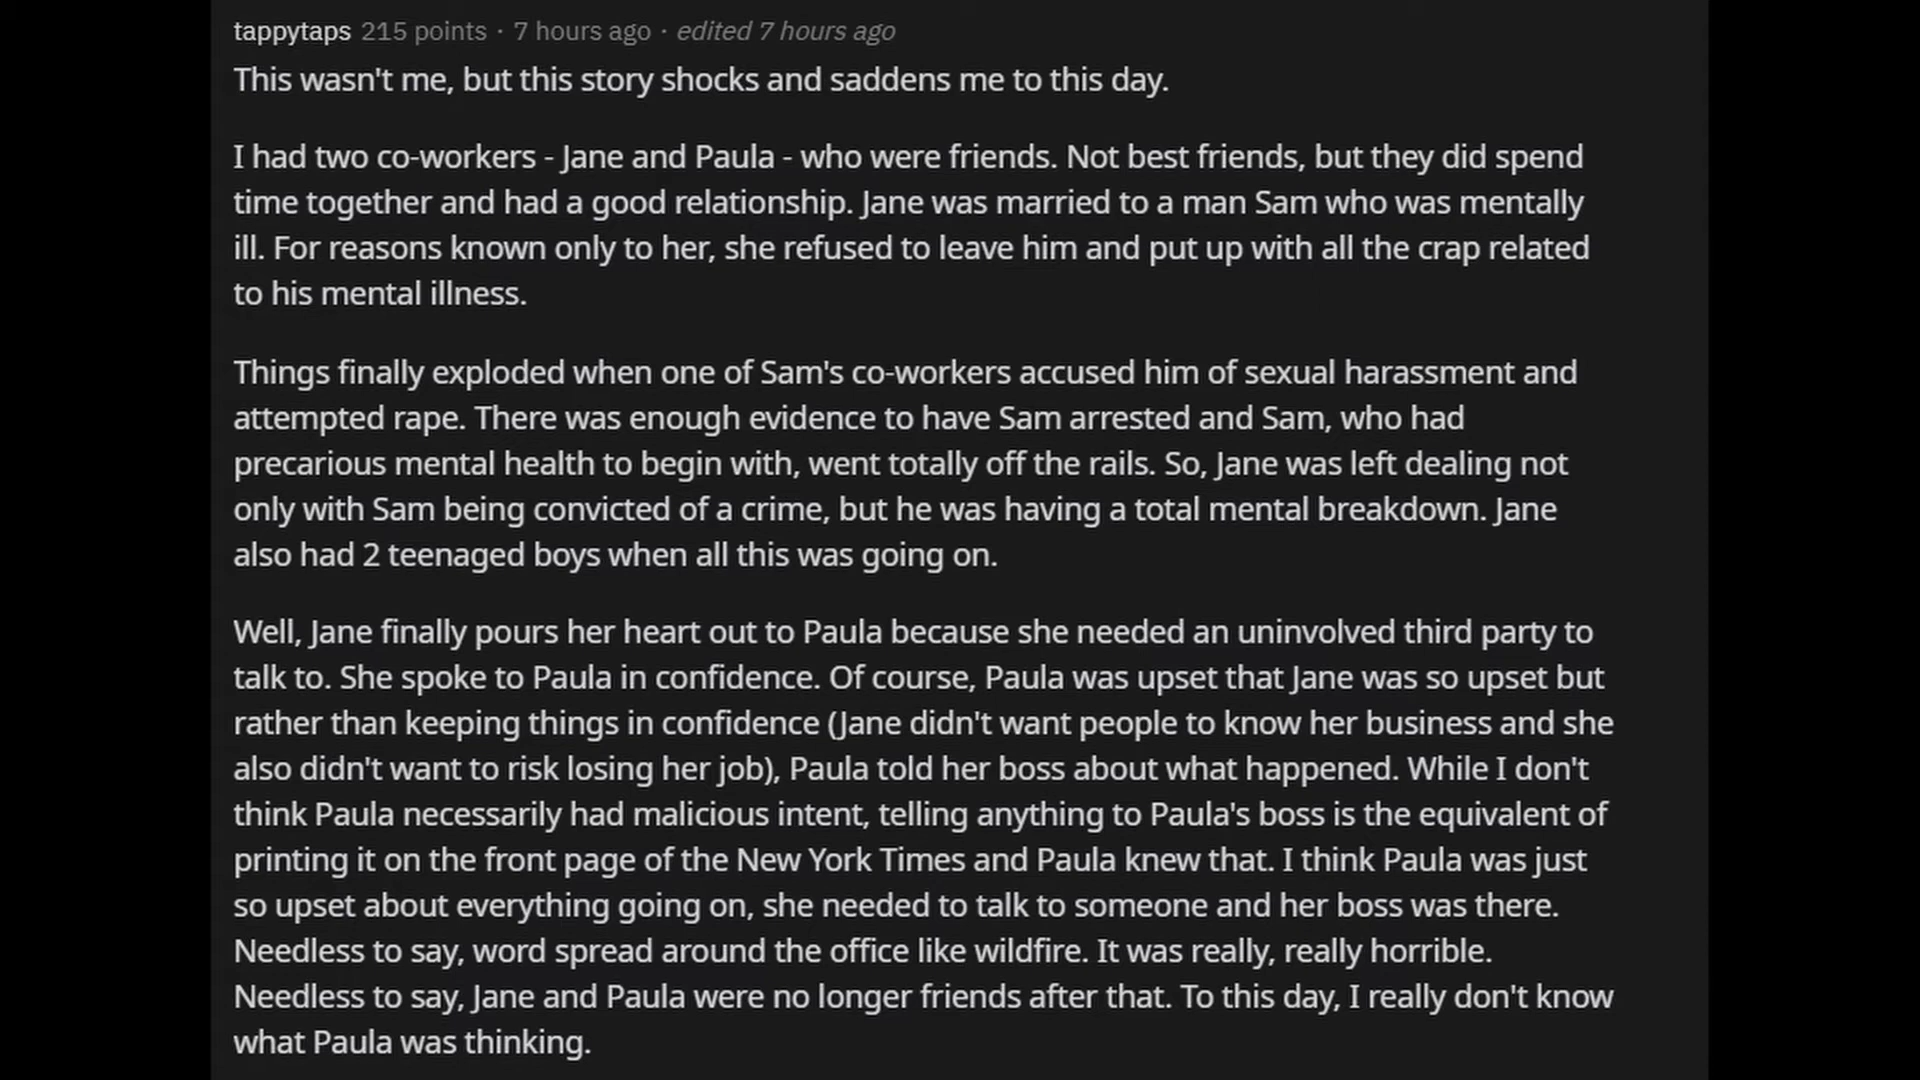 tappytaps 215 points · 7 hours ago · edited 7 hours ago
This wasn't me, but this story shocks and saddens me to this day.
I had two co-workers - Jane and Paula - who were friends. Not best friends, but they did spend
time together and had a good relationship. Jane was married to a man Sam who was mentally
ill. For reasons known only to her, she refused to leave him and put up with all the crap related
to his mental illness.
Things finally exploded when one of Sam's co-workers accused him of sexual harassment and
attempted rape. There was enough evidence to have Sam arrested and Sam, who had
precarious mental health to begin with, went totally off the rails. So, Jane was left dealing not
only with Sam being convicted of a crime, but he was having a total mental breakdown. Jane
also had 2 teenaged boys when all this was going on.
Well, Jane finally pours her heart out to Paula because she needed an uninvolved third party to
talk to. She spoke to Paula in confidence. Of course, Paula was upset that Jane was so upset but
rather than keeping things in confidence (Jane didn't want people to know her business and she
also didn't want to risk losing her job), Paula told her boss about what happened. While I don't
think Paula necessarily had malicious intent, telling anything to Paula's boss is the equivalent of
printing it on the front page of the New York Times and Paula knew that. I think Paula was just
so upset about everything going on, she needed to talk to someone and her boss was there.
Needless to say, word spread around the office like wildfire. It was really, really horrible.
Needless to say, Jane and Paula were no longer friends after that. To this day, I really don't know
what Paula was thinking.